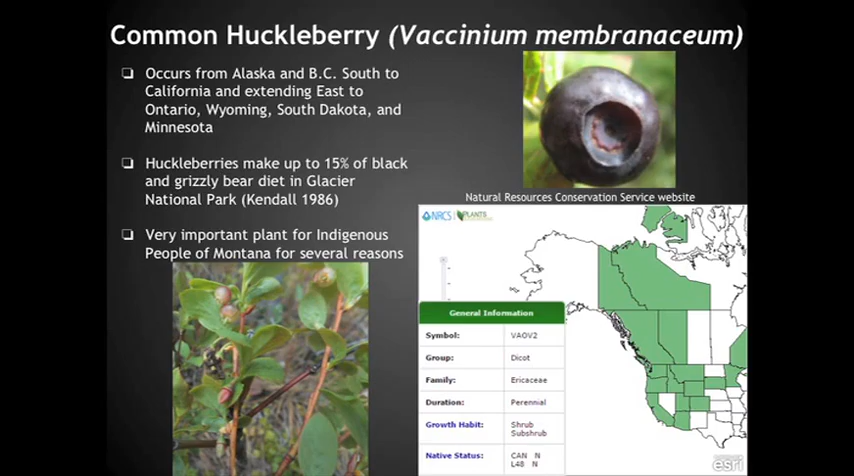 Common Huckleberry (Vaccinium membranaceum)
Occurs from Alaska and B.C. South to
California and extending East to
Ontario, Wyoming, South Dakota, and
Minnesota
Huckleberries make up to 15% of black
and grizzly bear diet in Glacier
National Park (Kendall 1986)
Very important plant for Indigenous
People of Montana for several reasons
Natural Resources Conservation Service website
NRCS PLANTS
General Information
Symbol: VAOV2
Group: Dicot
Family: Ericaceae
Duration: Perennial
Growth Habit: Shrub
Subshrub
Native Status: CAN N
L48 N
esri